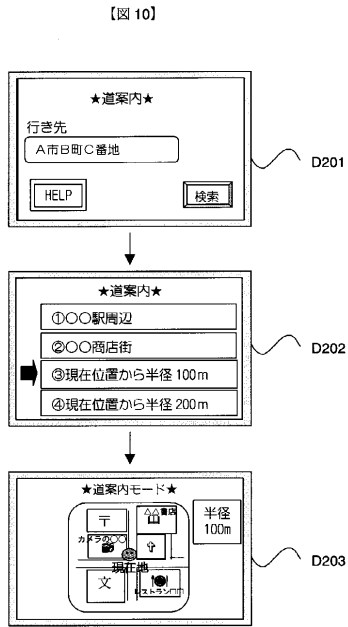 【図10】
★道案内★
行き先
A市B町C番地
HELP
検索
D201
★道案内★
①○○駅周辺
②○○商店街
③現在位置から半径100m
④現在位置から半径200m
D202
★道案内モード★
半径
100m
〒
△△書店
カメラの○○
現在地
文
レストラン□□
D203